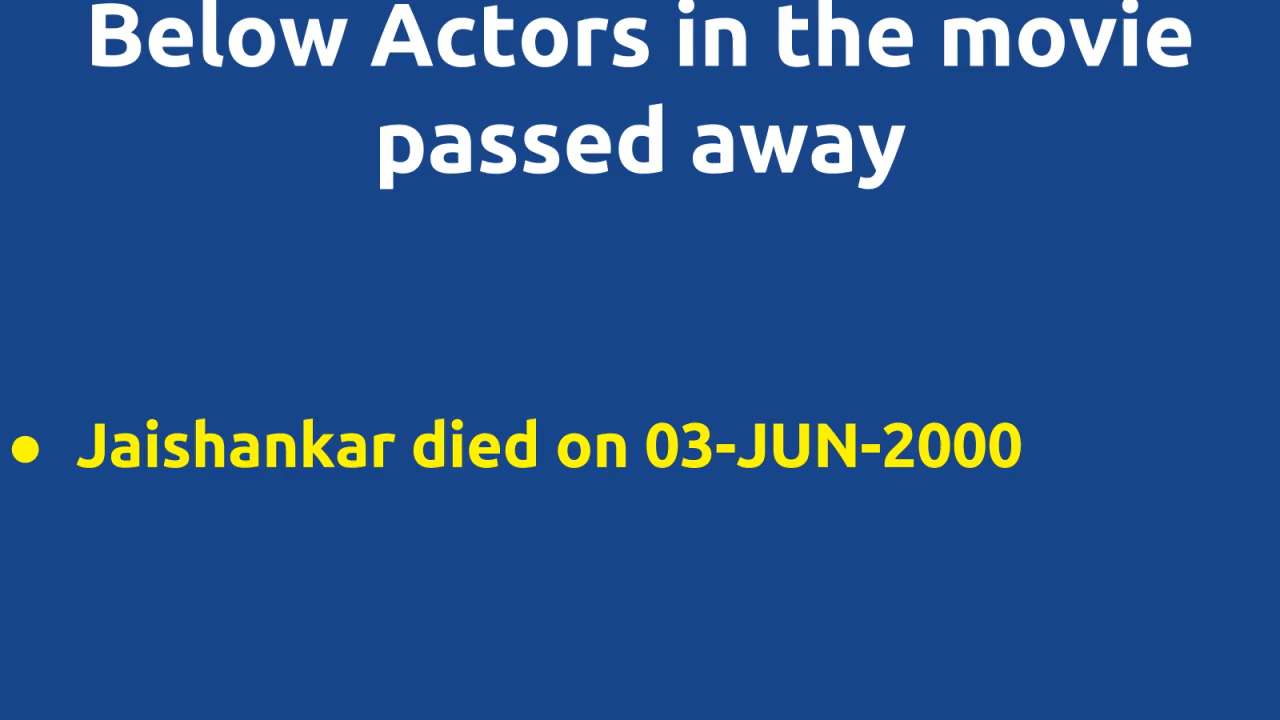 Below Actors in the movie
passed away
● Jaishankar died on 03-JUN-2000